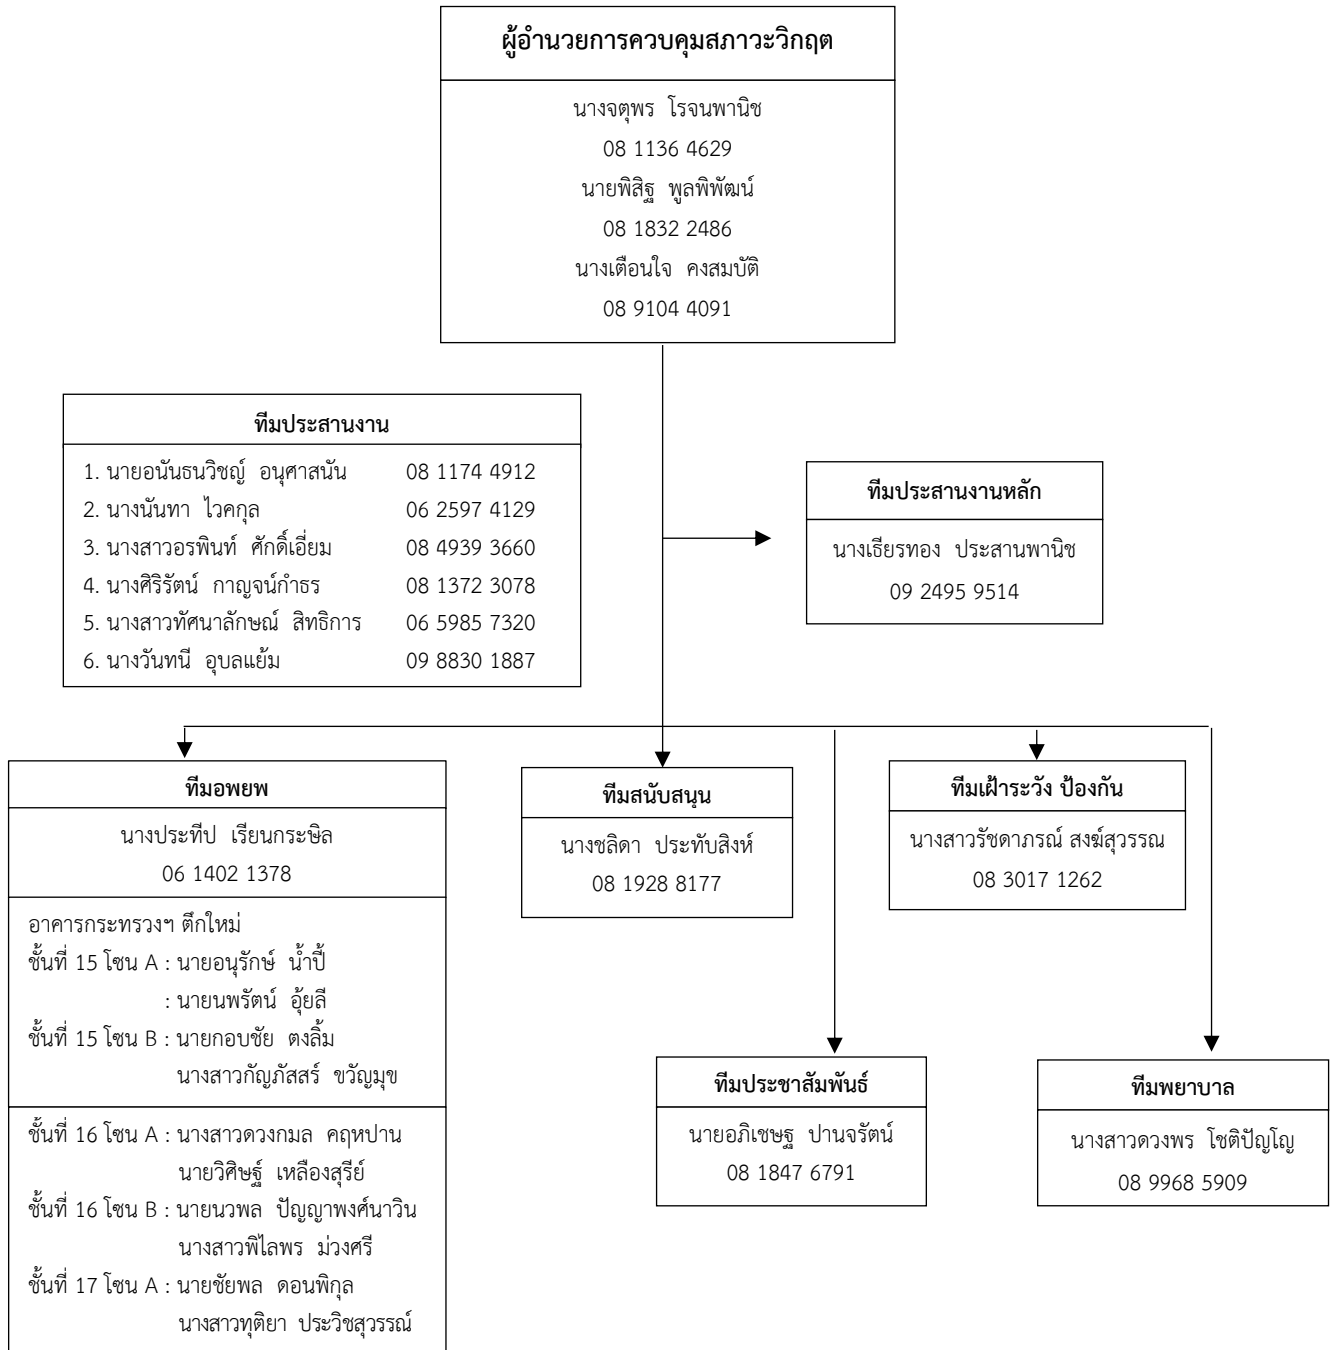 ผู้อำนวยการควบคุมสภาวะวิกฤต
นางจตุพร โรจนพานิช
08 1136 4629
นายพิสิฐ พูลพิพัฒน์
08 1832 2486
นางเตือนใจ คงสมบัติ
08 9104 4091
ทีมประสานงาน
1. นายอนันธนวิชญ์ อนุศาสนัน 08 1174 4912
2. นางนันทา ไวคกุล 06 2597 4129
3. นางสาวอรพินท์ ศักดิ์เอี่ยม 08 4939 3660
4. นางศิริรัตน์ กาญจน์กำธร 08 1372 3078
5. นางสาวทัศนาลักษณ์ สิทธิการ 06 5985 7320
6. นางวันทนี อุบลแย้ม 09 8830 1887
ทีมประสานงานหลัก
นางเธียรทอง ประสานพานิช
09 2495 9514
ทีมอพยพ
นางประทีป เรียนกระษิล
06 1402 1378
อาคารกระทรวงฯ ตึกใหม่
ชั้นที่ 15 โซน A : นายอนุรักษ์ น้ำปี้
: นายนพรัตน์ อุ้ยลี
ชั้นที่ 15 โซน B : นายกอบชัย ตงลิ้ม
นางสาวกัญภัสสร์ ขวัญมุข
ชั้นที่ 16 โซน A : นางสาวดวงกมล คฤหปาน
นายวิศิษฐ์ เหลืองสุรีย์
ชั้นที่ 16 โซน B : นายนวพล ปัญญาพงศ์นาวิน
นางสาวพิไลพร ม่วงศรี
ชั้นที่ 17 โซน A : นายชัยพล ดอนพิกุล
นางสาวทุติยา ประวิชสุวรรณ์
ทีมสนับสนุน
นางชลิดา ประทับสิงห์
08 1928 8177
ทีมเฝ้าระวัง ป้องกัน
นางสาวรัชดาภรณ์ สงฆ์สุวรรณ
08 3017 1262
ทีมประชาสัมพันธ์
นายอภิเชษฐ ปานจรัตน์
08 1847 6791
ทีมพยาบาล
นางสาวดวงพร โชติปัญโญ
08 9968 5909